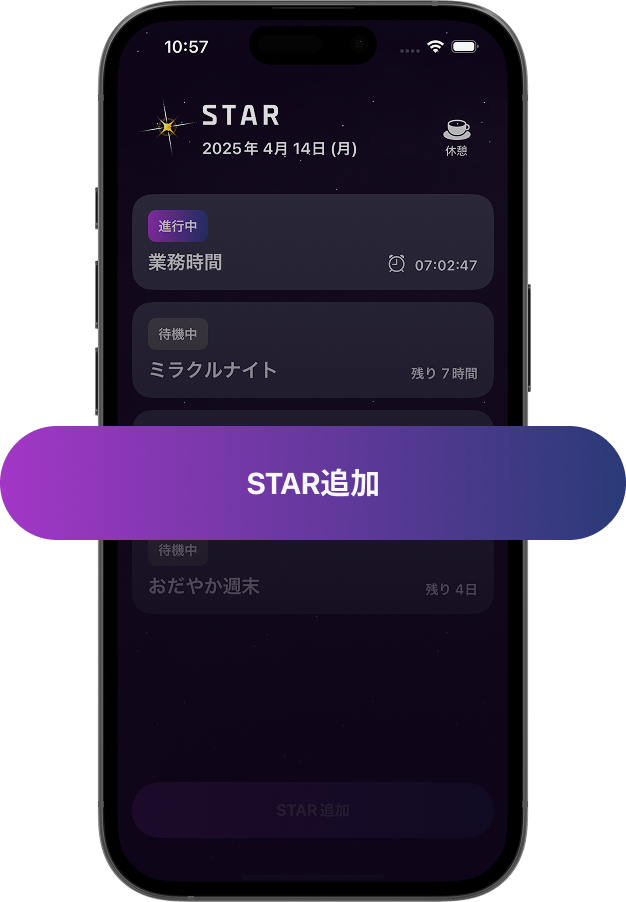 10:57
STAR
2025年 4月 14日 (月)
休憩
進行中
業務時間
07:02:47
待機中
ミラクルナイト
残り 7時間
STAR追加
待機中
おだやか週末
残り 4日
STAR追加